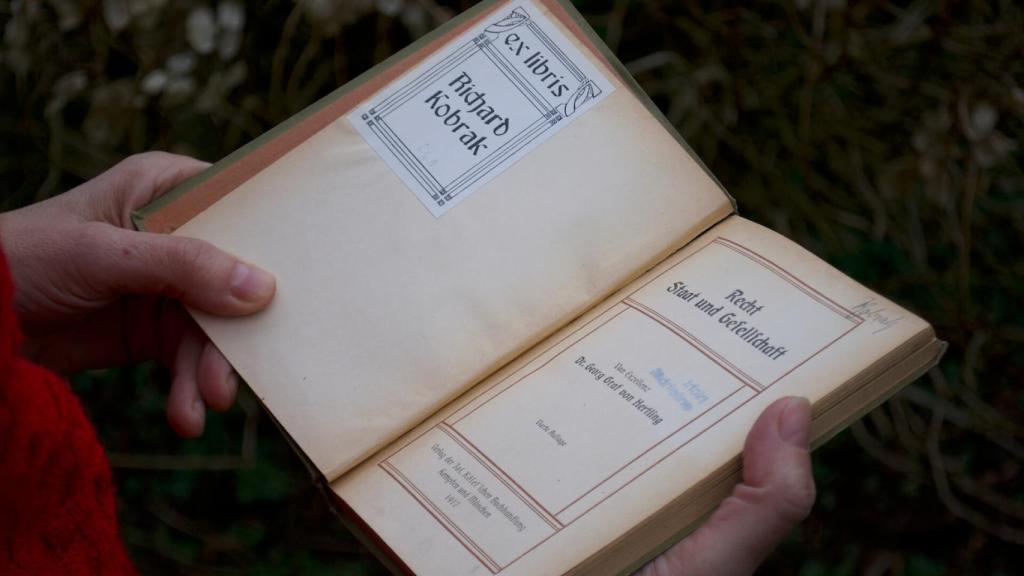 ex libris
Richard
Kobrak
Recht
Staat und Geſellſchaft
Von Exzellenz
Dr. Georg Graf von Hertling
Vierte Auflage
Verlag der Joſ. Köſel'ſchen Buchhandlung
Kempten und München
1917
Kobrak